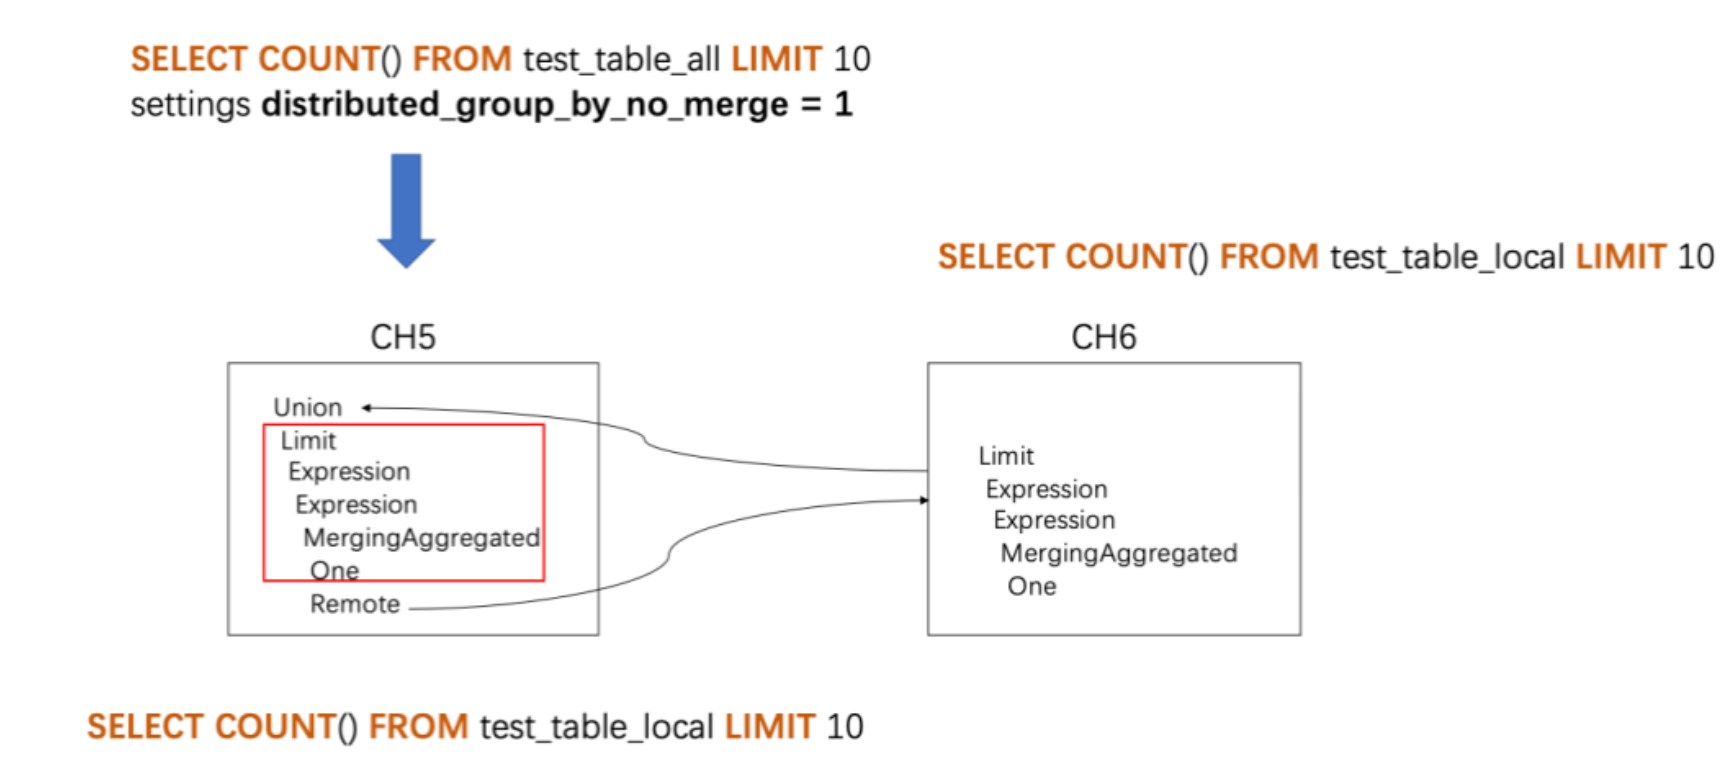 SELECT COUNT() FROM test_table_all LIMIT 10
settings distributed_group_by_no_merge = 1
SELECT COUNT() FROM test_table_local LIMIT 10
CH5
Union
Limit
Expression
Expression
MergingAggregated
One
Remote
CH6
Limit
Expression
Expression
MergingAggregated
One
SELECT COUNT() FROM test_table_local LIMIT 10